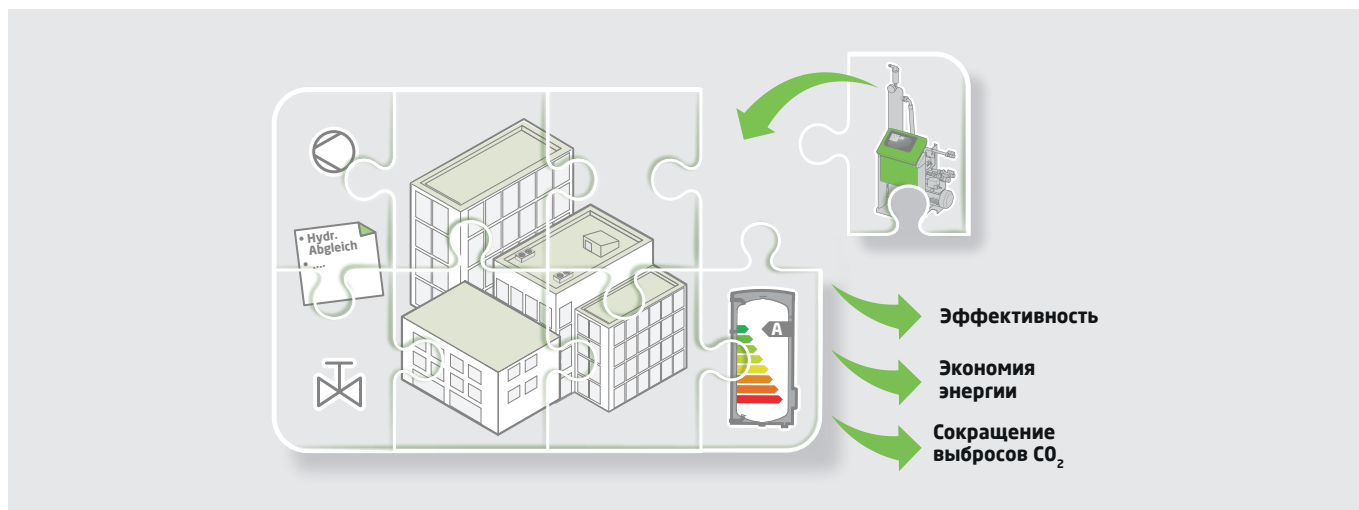 • Hydr.
Abgleich
• ....
A
Эффективность
Экономия
энергии
Сокращение
выбросов CO₂